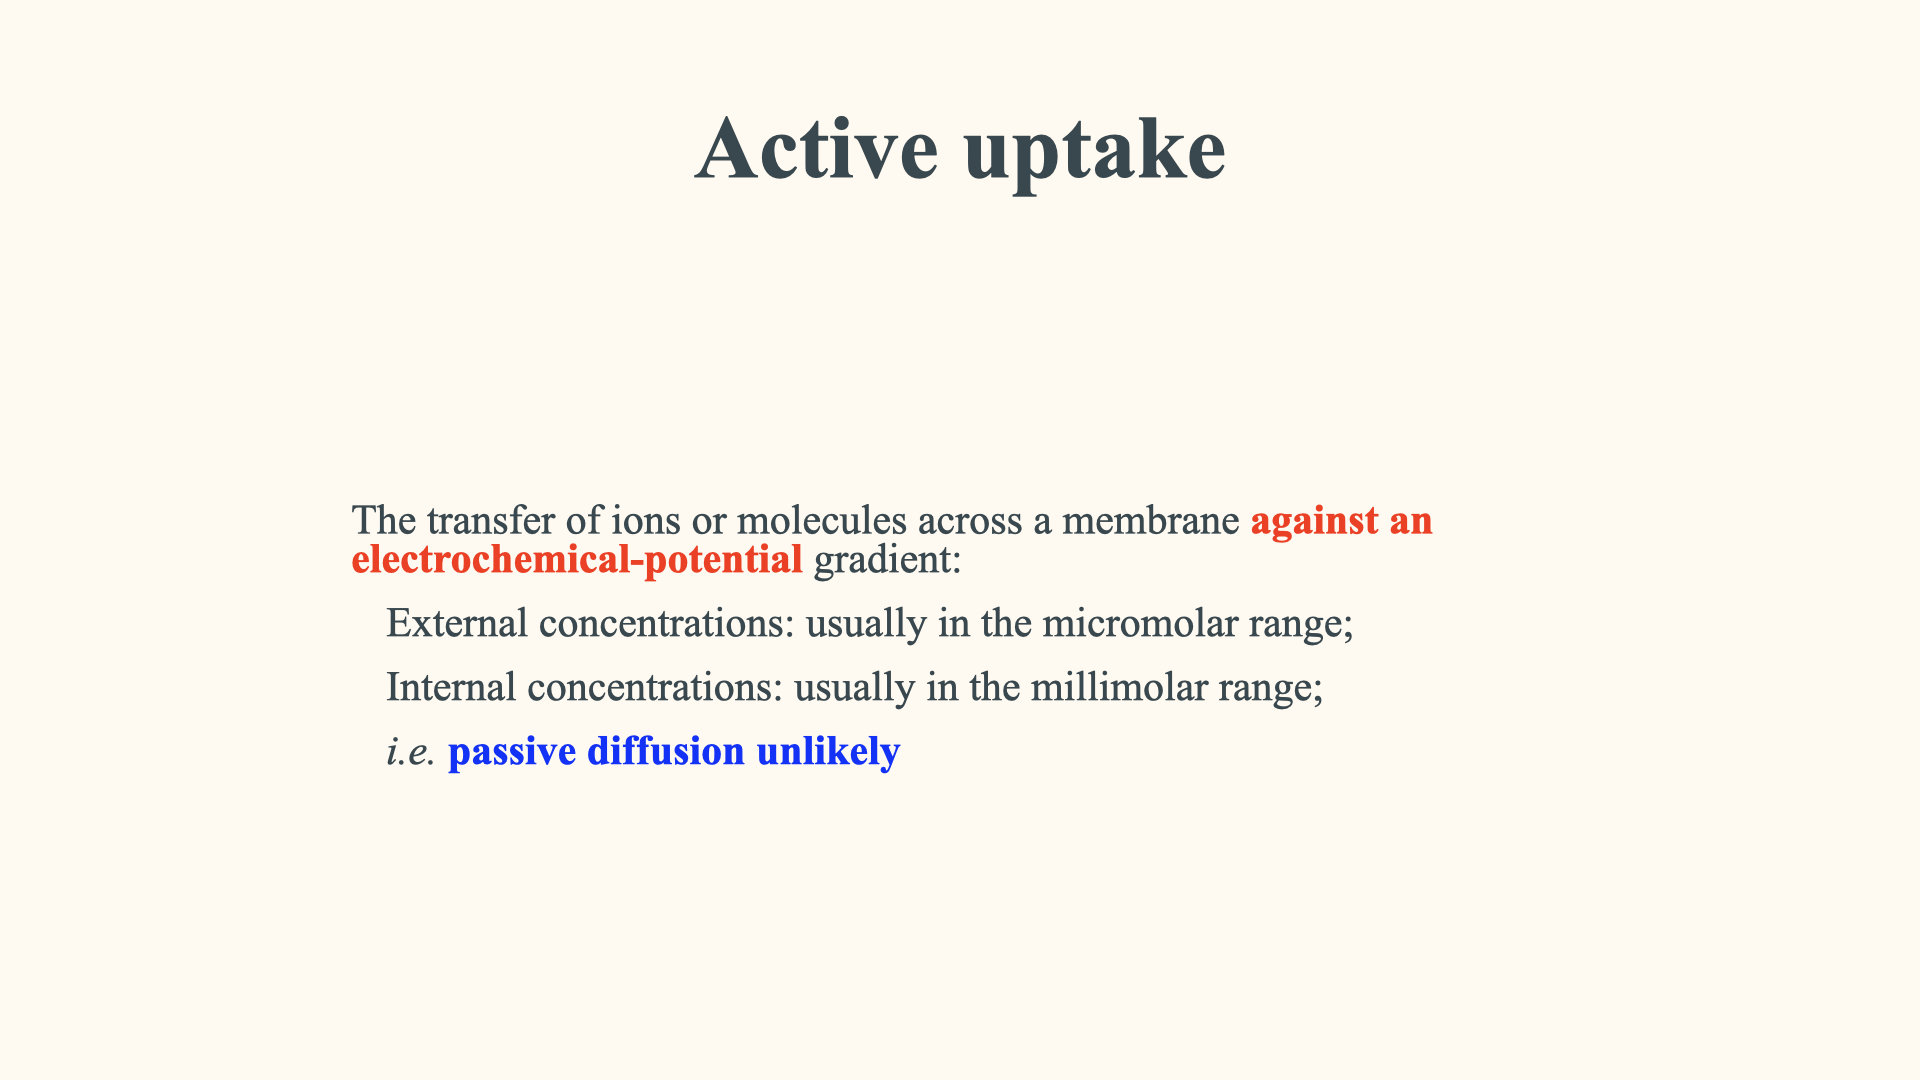 Active uptake
The transfer of ions or molecules across a membrane against an
electrochemical-potential gradient:
External concentrations: usually in the micromolar range;
Internal concentrations: usually in the millimolar range;
i.e. passive diffusion unlikely